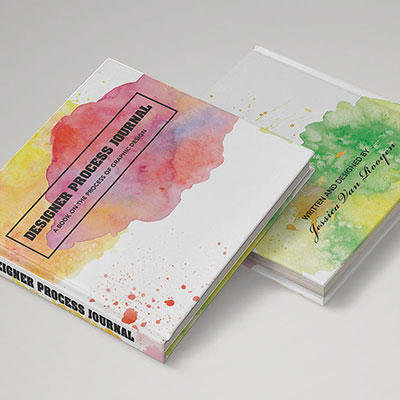 DESIGNER PROCESS JOURNAL
A BOOK ON THE PROCESS OF GRAPHIC DESIGN
IGNER PROCESS JOURNAL
WRITTEN AND DESIGNED BY
Jessica Van Rooyen